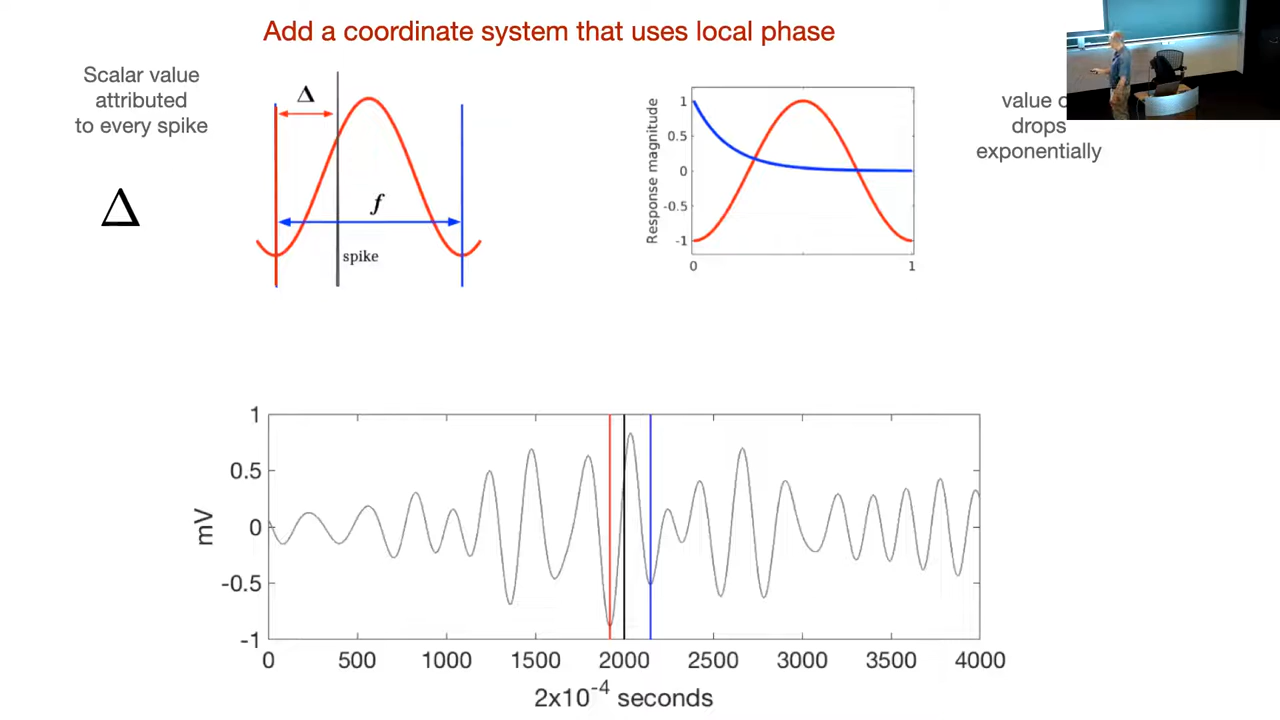 Add a coordinate system that uses local phase
Scalar value
attributed
to every spike
Δ
Δ
f
spike
Response magnitude
1
0.5
0
-0.5
-1
0
1
value
drops
exponentially
mV
1
0.5
0
-0.5
-1
0
500
1000
1500
2000
2500
3000
3500
4000
2x10⁻⁴ seconds